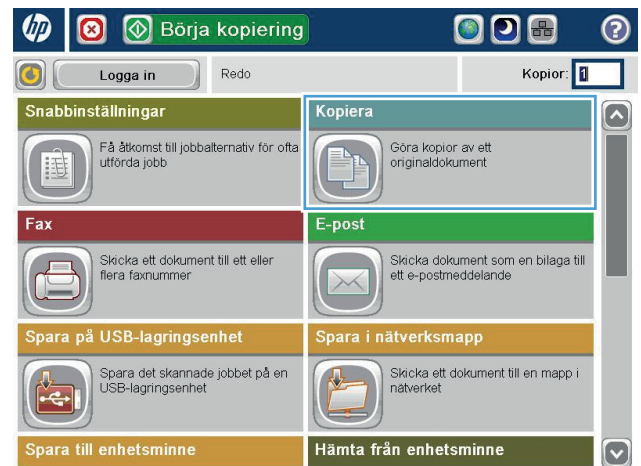 hp
Börja kopiering
?
Logga in
Redo
Kopior: 1
Snabbinställningar
Kopiera
Få åtkomst till jobbalternativ för ofta
utförda jobb
Göra kopior av ett
originaldokument
Fax
E-post
Skicka ett dokument till ett eller
flera faxnummer
Skicka dokument som en bilaga till
ett e-postmeddelande
Spara på USB-lagringsenhet
Spara i nätverksmapp
Spara det skannade jobbet på en
USB-lagringsenhet
Skicka ett dokument till en mapp i
nätverket
Spara till enhetsminne
Hämta från enhetsminne